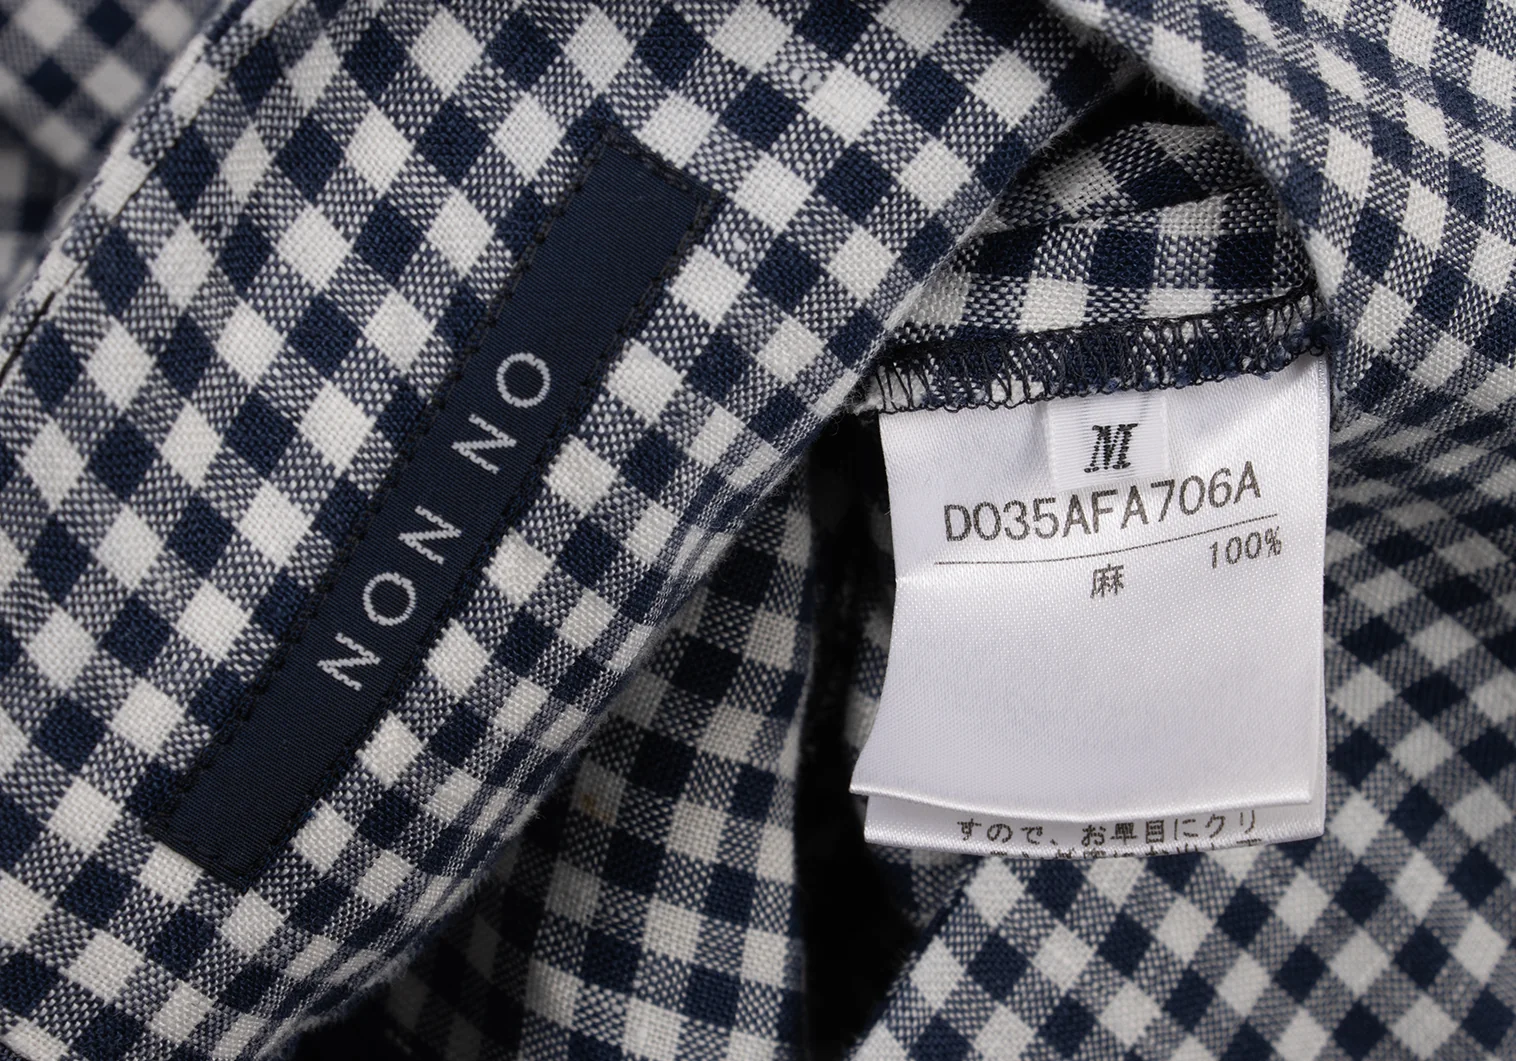 NON NO
M
D035AFA706A
麻 100%
すので、お早目にクリ